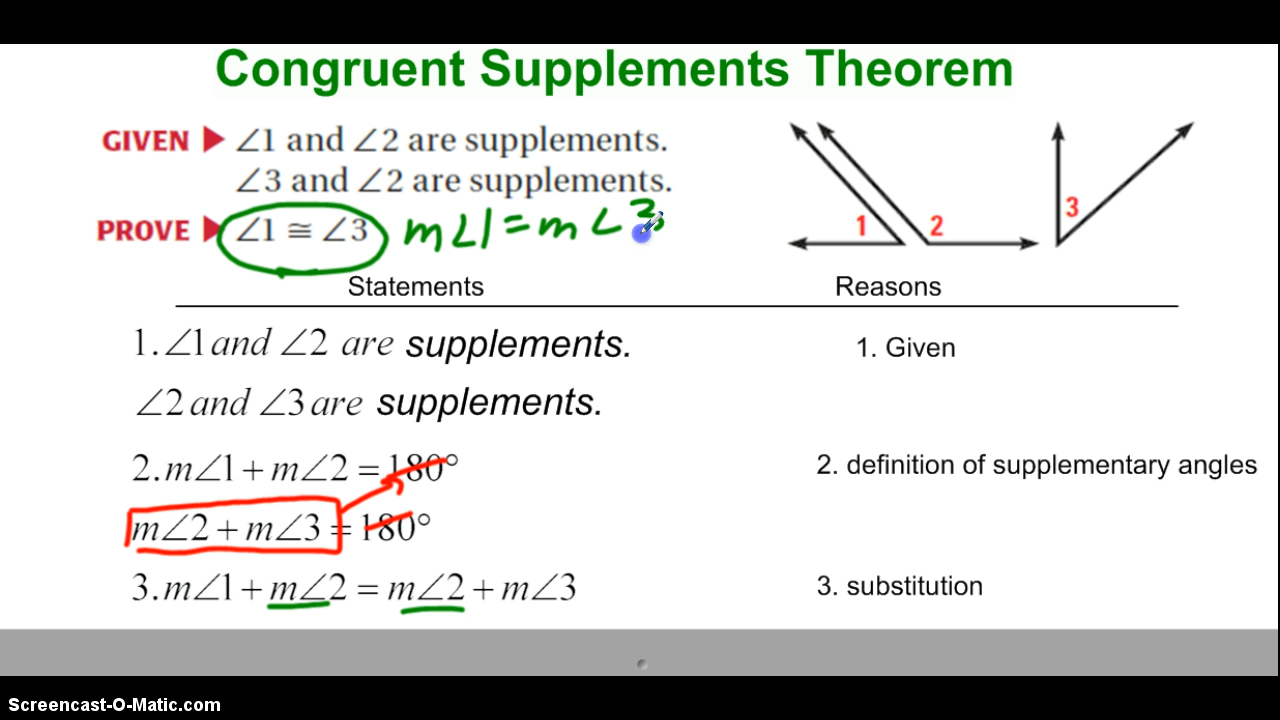 Congruent Supplements Theorem
GIVEN ▶ ∠1 and ∠2 are supplements.
∠3 and ∠2 are supplements.
PROVE ▶ ∠1 ≅ ∠3 m∠1 = m∠3
1 2 3
Statements Reasons
1. ∠1 and ∠2 are supplements. 1. Given
∠2 and ∠3 are supplements.
2. m∠1 + m∠2 = 180° 2. definition of supplementary angles
m∠2 + m∠3 = 180°
3. m∠1 + m∠2 = m∠2 + m∠3 3. substitution
Screencast-O-Matic.com